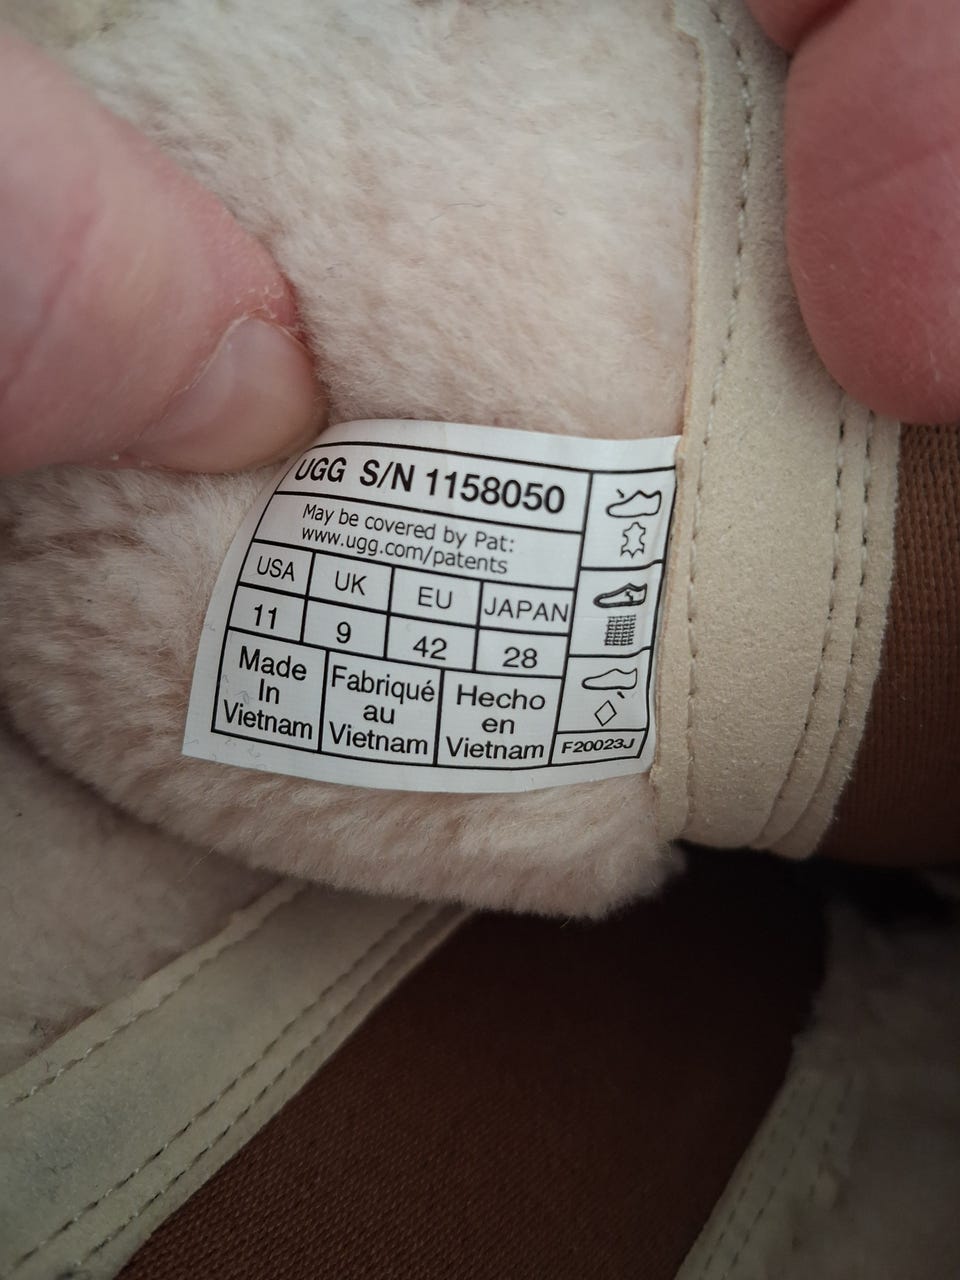 UGG S/N 1158050
May be covered by Pat:
www.ugg.com/patents
USA UK EU JAPAN
11 9 42 28
Made In Vietnam
Fabriqué au Vietnam
Hecho en Vietnam
F20023J